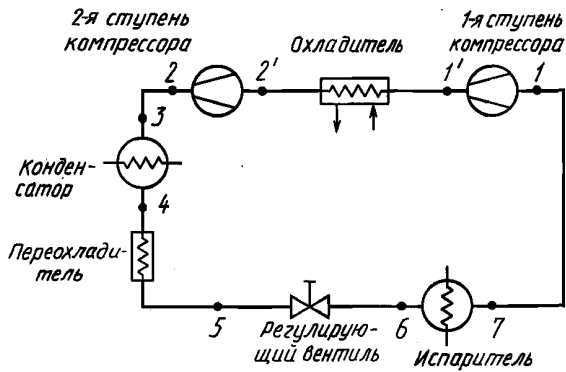 2-я ступень
компрессора
Охладитель
1-я ступень
компрессора
2
2'
1'
1
3
Конден-
сатор
4
Переохлади-
тель
5
Регулирую-
щий вентиль
6
7
Испаритель